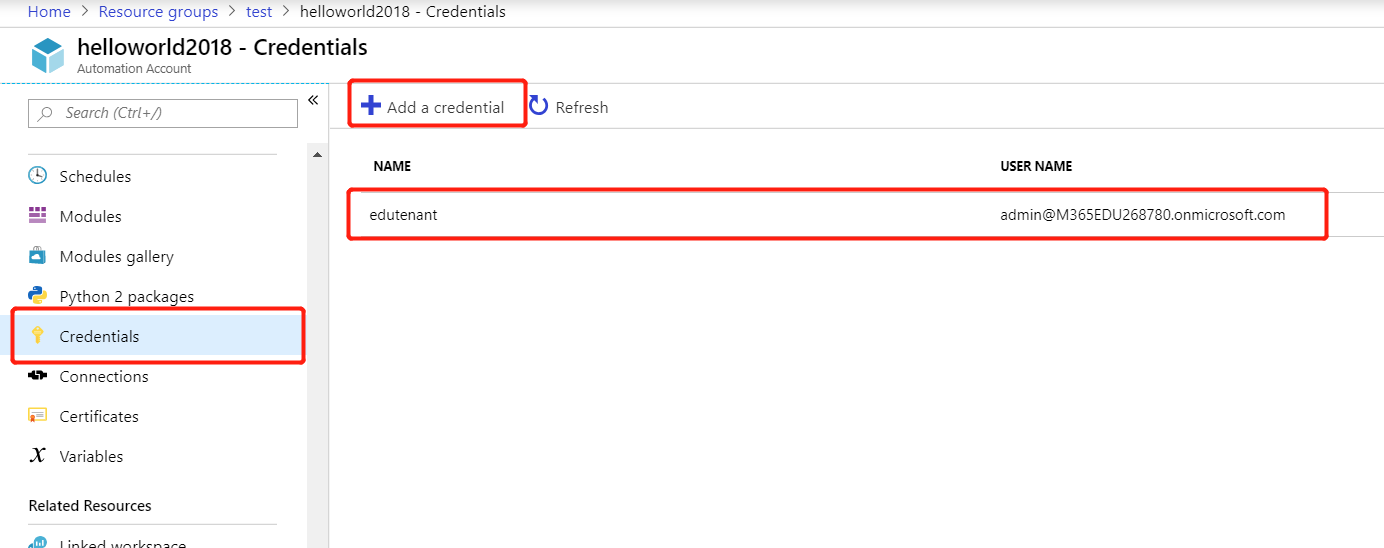 Home > Resource groups > test > helloworld2018 - Credentials
helloworld2018 - Credentials
Automation Account
Search (Ctrl+/)
«
Add a credential Refresh
NAME USER NAME
edutenant admin@M365EDU268780.onmicrosoft.com
Schedules
Modules
Modules gallery
Python 2 packages
Credentials
Connections
Certificates
Variables
Related Resources
Linked workspace